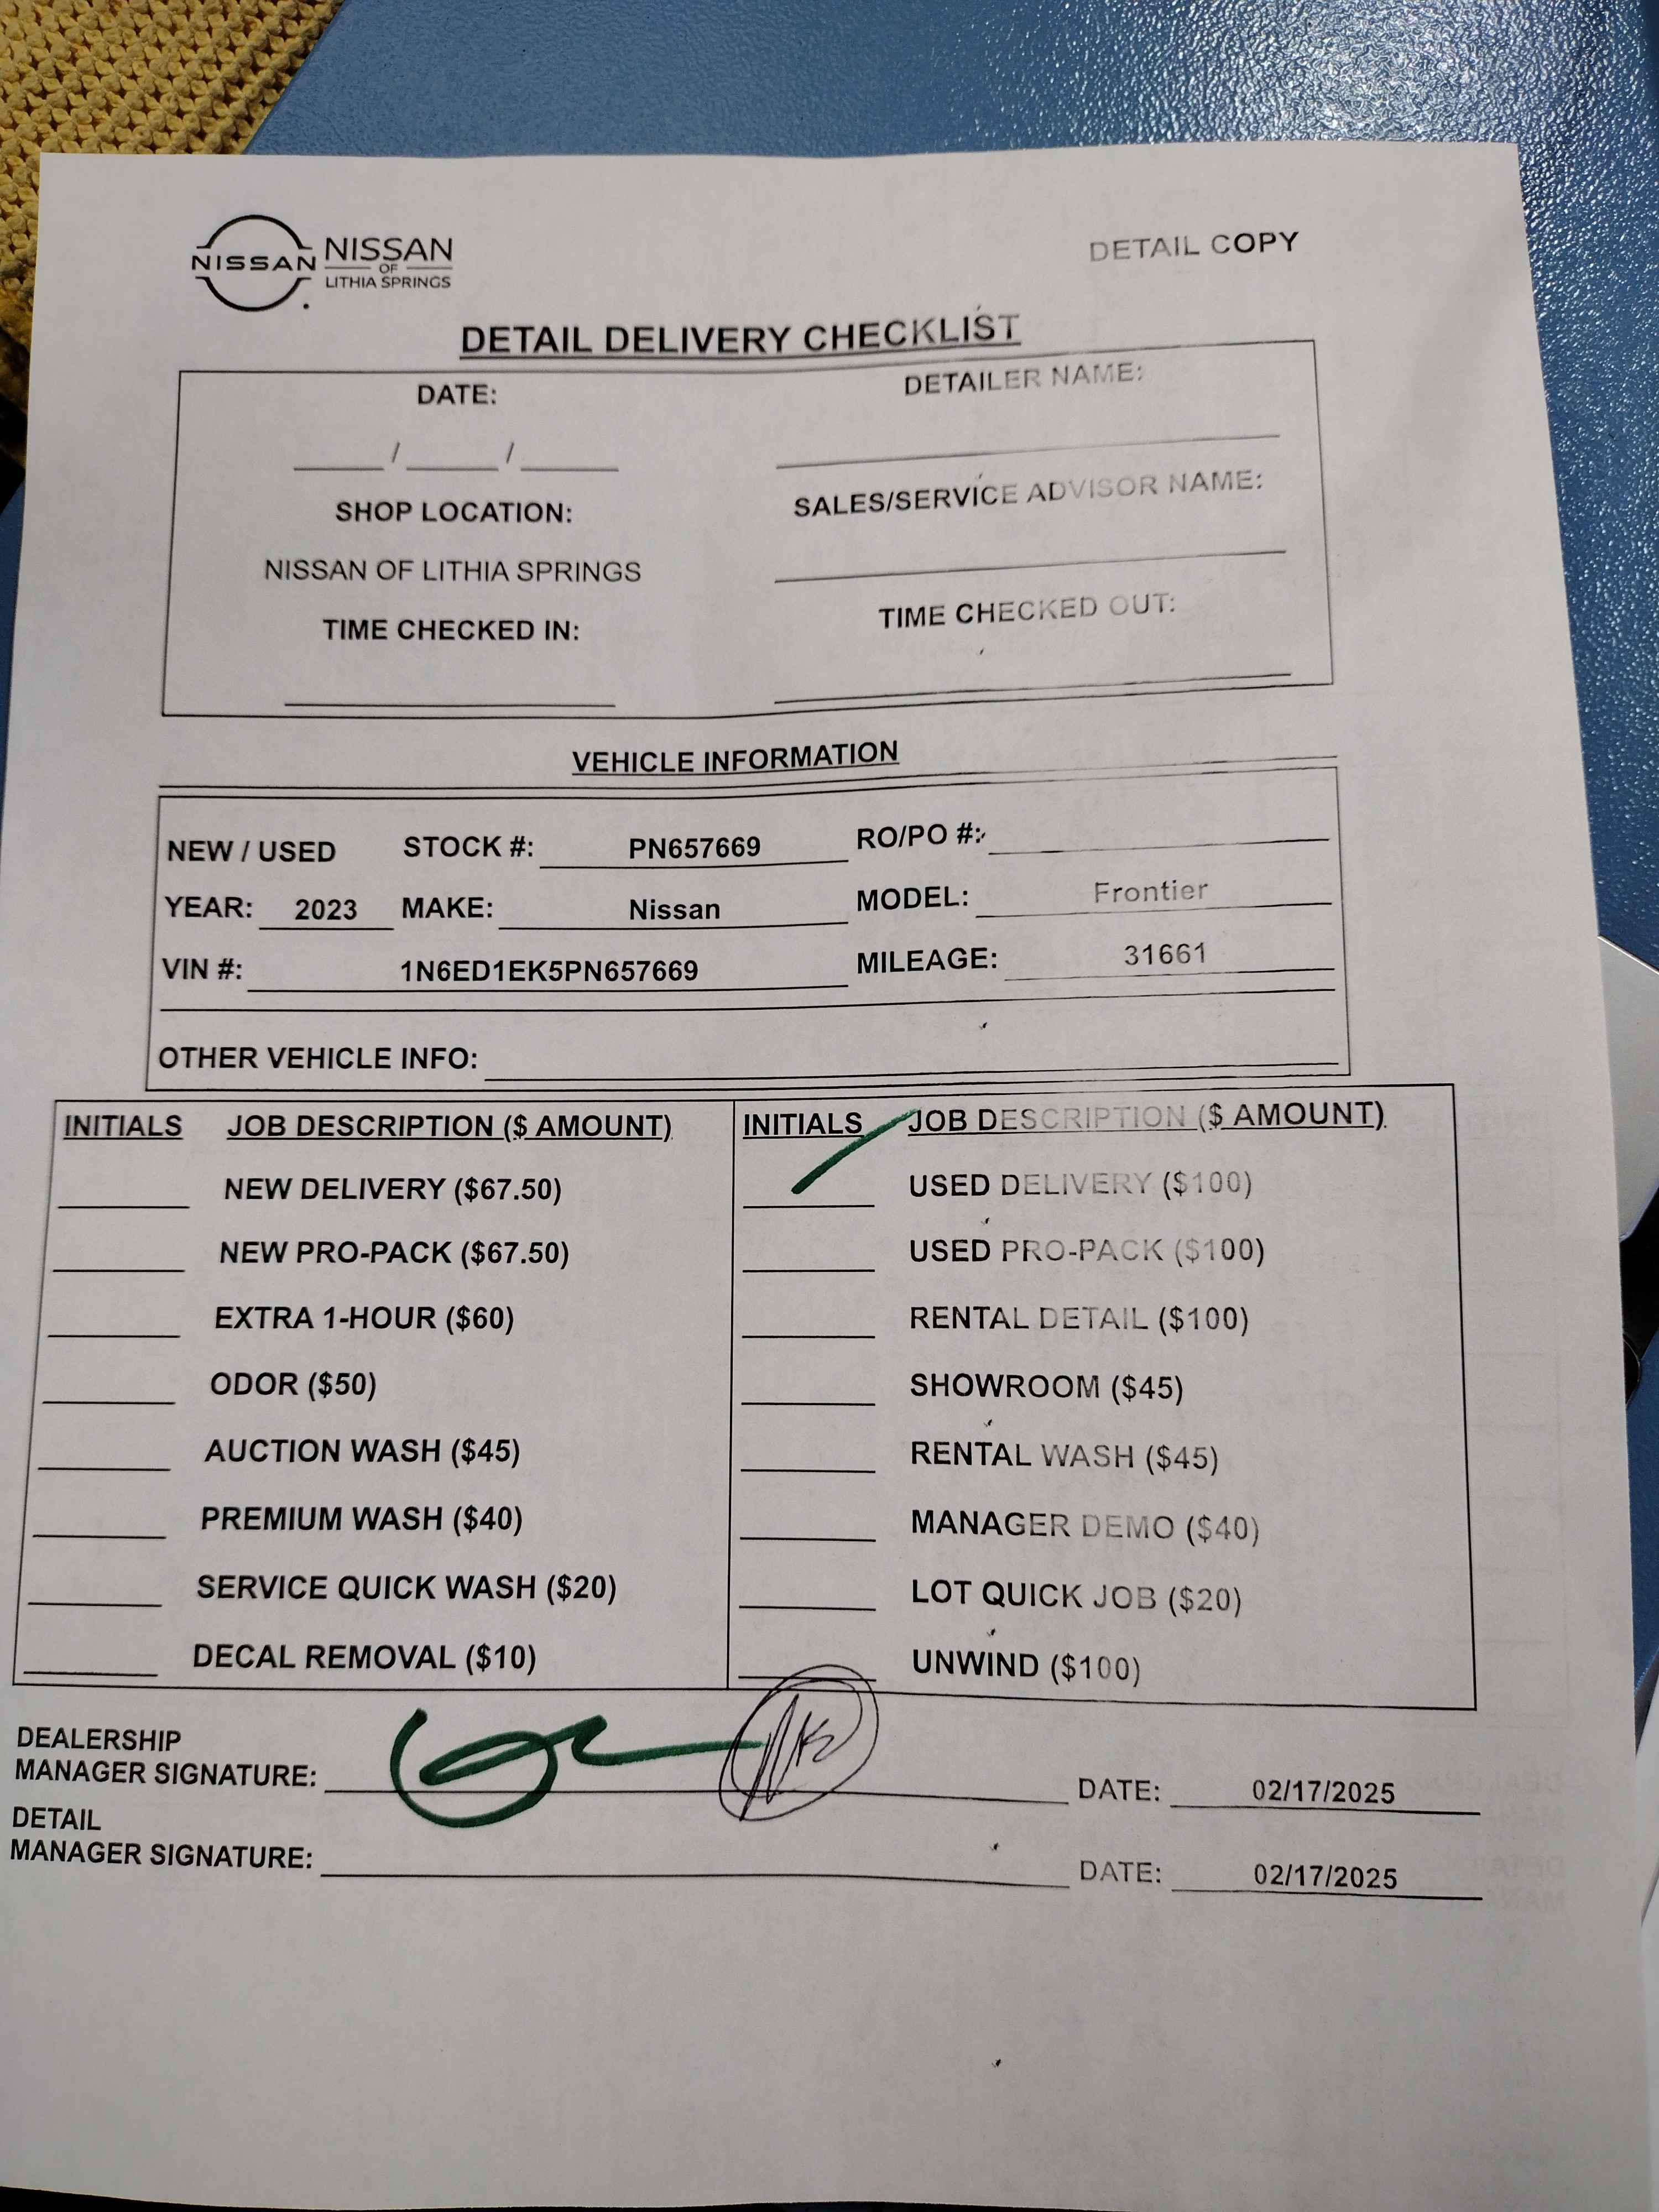 NISSAN
NISSAN
OF
LITHIA SPRINGS
DETAIL COPY
DETAIL DELIVERY CHECKLIST
DATE:
DETAILER NAME:
____/____/____
SHOP LOCATION:
SALES/SERVICE ADVISOR NAME:
NISSAN OF LITHIA SPRINGS
TIME CHECKED IN:
TIME CHECKED OUT:
VEHICLE INFORMATION
NEW / USED STOCK #: PN657669 RO/PO #:
YEAR: 2023 MAKE: Nissan MODEL: Frontier
VIN #: 1N6ED1EK5PN657669 MILEAGE: 31661
OTHER VEHICLE INFO:
INITIALS JOB DESCRIPTION ($ AMOUNT)
NEW DELIVERY ($67.50)
NEW PRO-PACK ($67.50)
EXTRA 1-HOUR ($60)
ODOR ($50)
AUCTION WASH ($45)
PREMIUM WASH ($40)
SERVICE QUICK WASH ($20)
DECAL REMOVAL ($10)
INITIALS JOB DESCRIPTION ($ AMOUNT)
USED DELIVERY ($100)
USED PRO-PACK ($100)
RENTAL DETAIL ($100)
SHOWROOM ($45)
RENTAL WASH ($45)
MANAGER DEMO ($40)
LOT QUICK JOB ($20)
UNWIND ($100)
DEALERSHIP
MANAGER SIGNATURE: DATE: 02/17/2025
DETAIL
MANAGER SIGNATURE: DATE: 02/17/2025